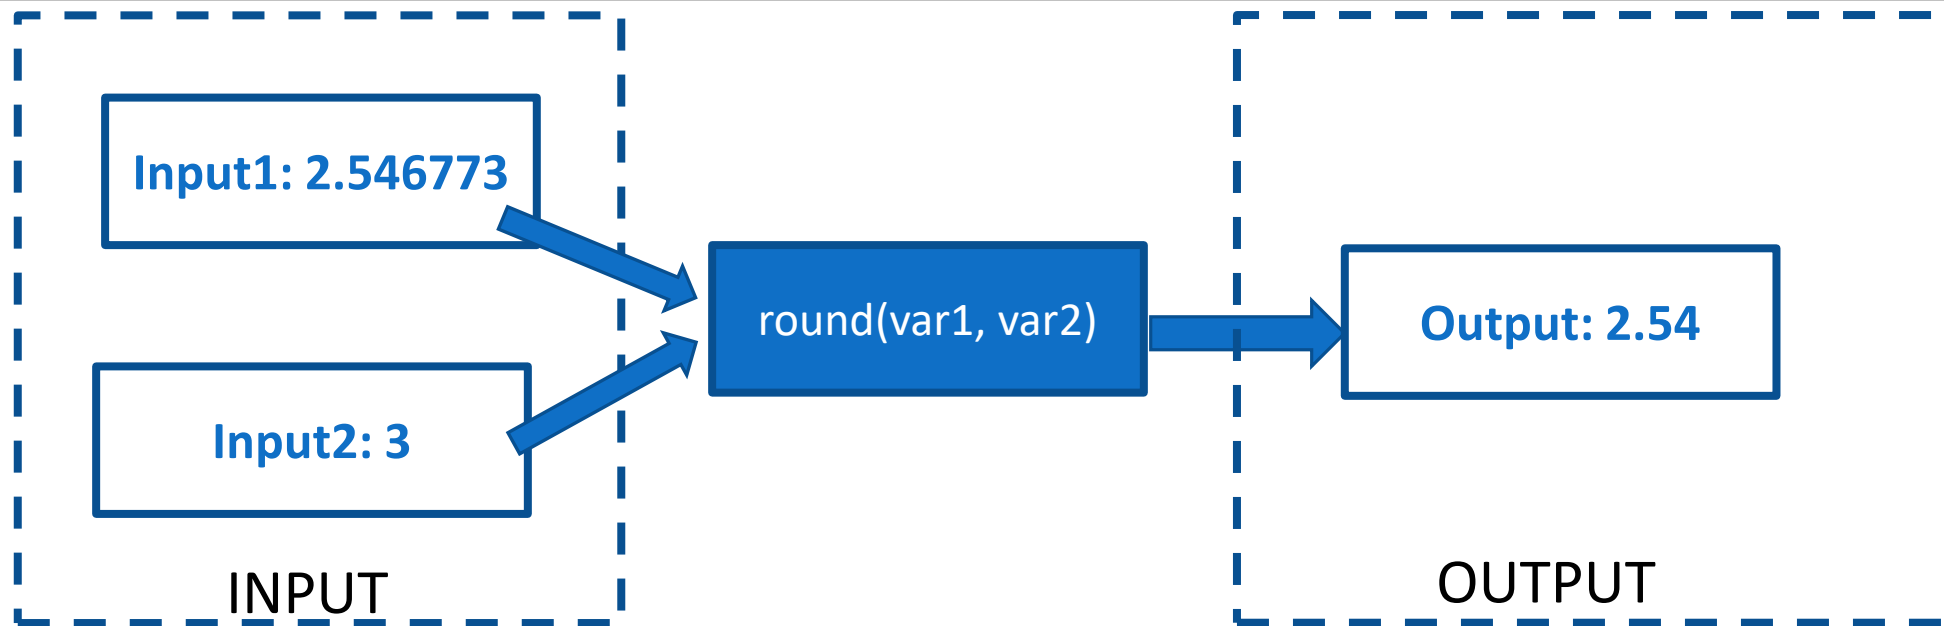 Input1: 2.546773
Input2: 3
INPUT
round(var1, var2)
Output: 2.54
OUTPUT